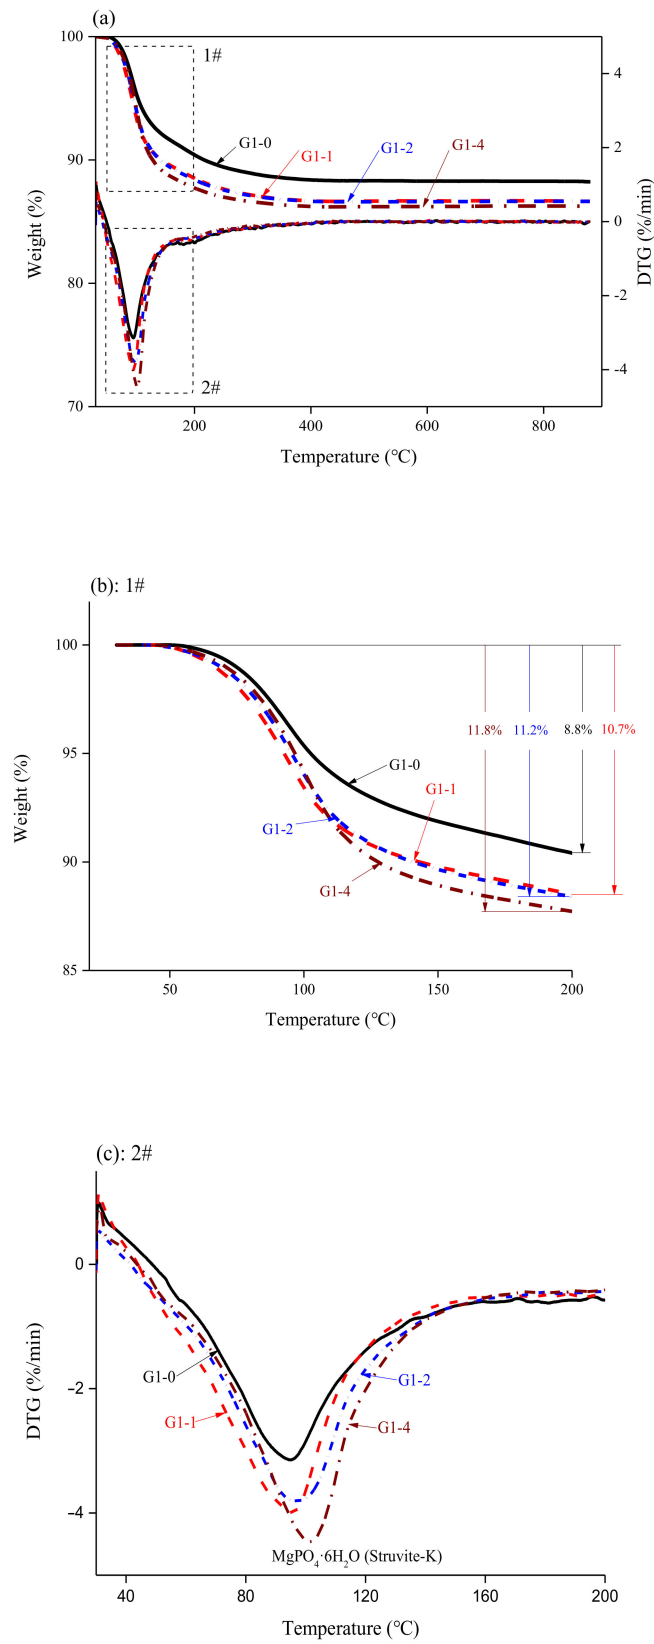 (a)
100
90
80
70
Weight (%)
4
2
0
−2
−4
DTG (%/min)
1#
G1-0
G1-1
G1-2
G1-4
2#
200
400
600
800
Temperature (℃)
(b): 1#
100
95
90
85
Weight (%)
11.8%
11.2%
8.8%
10.7%
G1-0
G1-1
G1-2
G1-4
50
100
150
200
Temperature (℃)
(c): 2#
0
−2
−4
DTG (%/min)
G1-0
G1-1
G1-2
G1-4
MgPO₄·6H₂O (Struvite-K)
40
80
120
160
200
Temperature (℃)